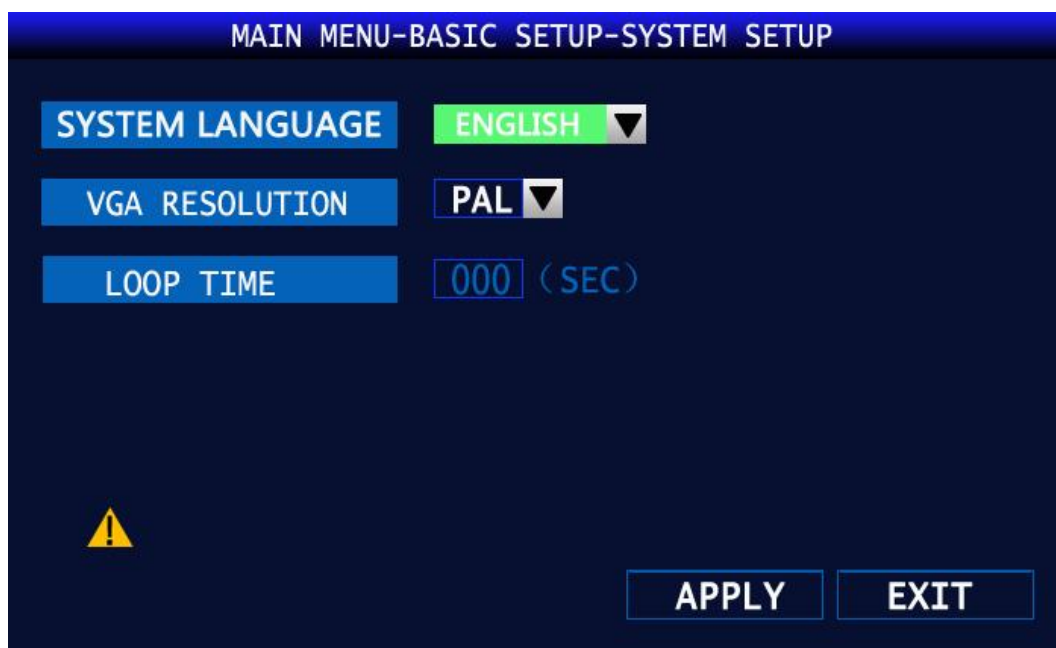 MAIN MENU-BASIC SETUP-SYSTEM SETUP
SYSTEM LANGUAGE ENGLISH
VGA RESOLUTION PAL
LOOP TIME 000 (SEC)
APPLY EXIT